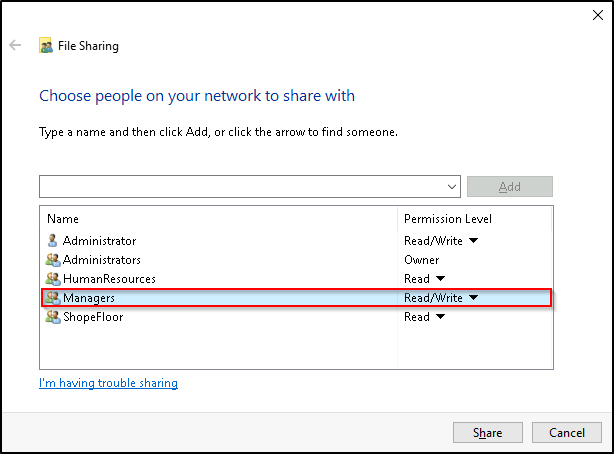 File Sharing
Choose people on your network to share with
Type a name and then click Add, or click the arrow to find someone.
Add
Name Permission Level
Administrator Read/Write
Administrators Owner
HumanResources Read
Managers Read/Write
ShopeFloor Read
I'm having trouble sharing
Share Cancel